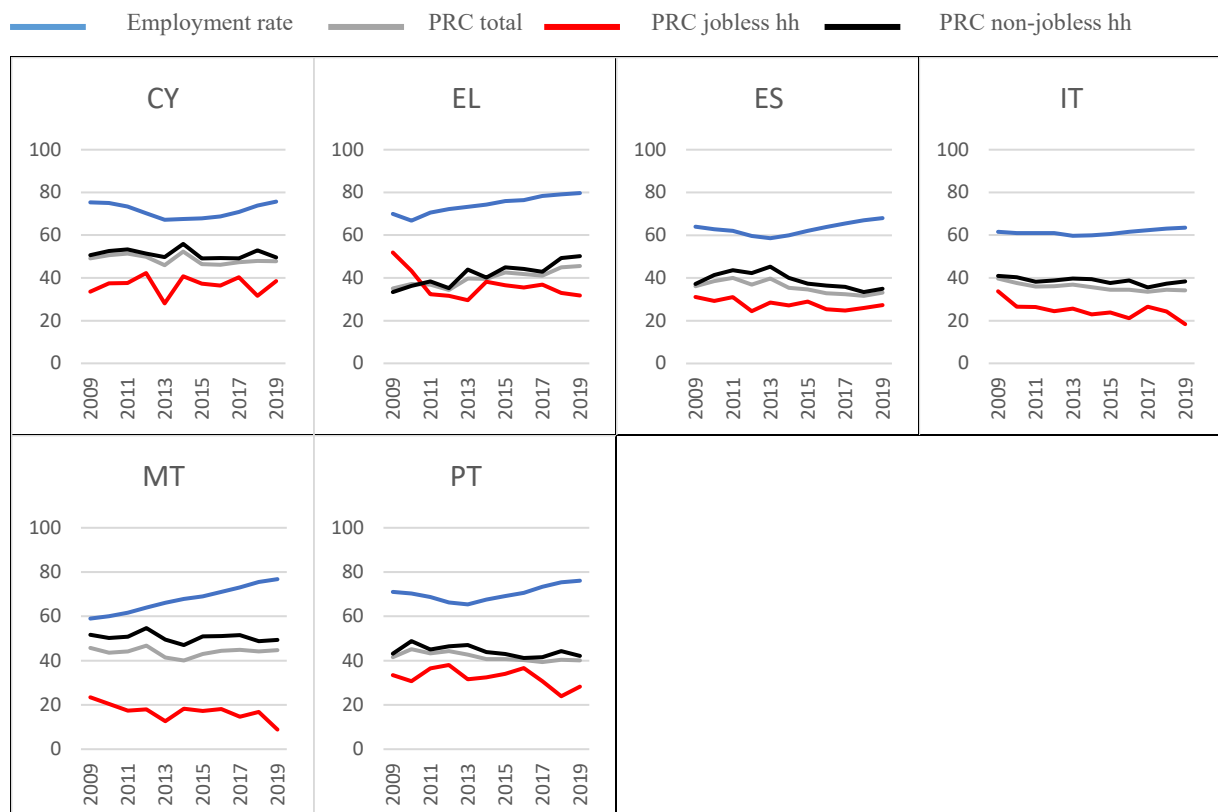 Employment rate PRC total PRC jobless hh PRC non-jobless hh
CY EL ES IT
100 100 100 100
80 80 80 80
60 60 60 60
40 40 40 40
20 20 20 20
0 0 0 0
2009 2011 2013 2015 2017 2019 2009 2011 2013 2015 2017 2019 2009 2011 2013 2015 2017 2019 2009 2011 2013 2015 2017 2019
MT PT
100 100
80 80
60 60
40 40
20 20
0 0
2009 2011 2013 2015 2017 2019 2009 2011 2013 2015 2017 2019